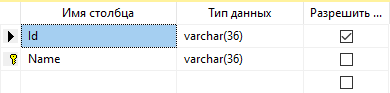 Имя столбца Тип данных Разрешить ...
Id varchar(36)
Name varchar(36)